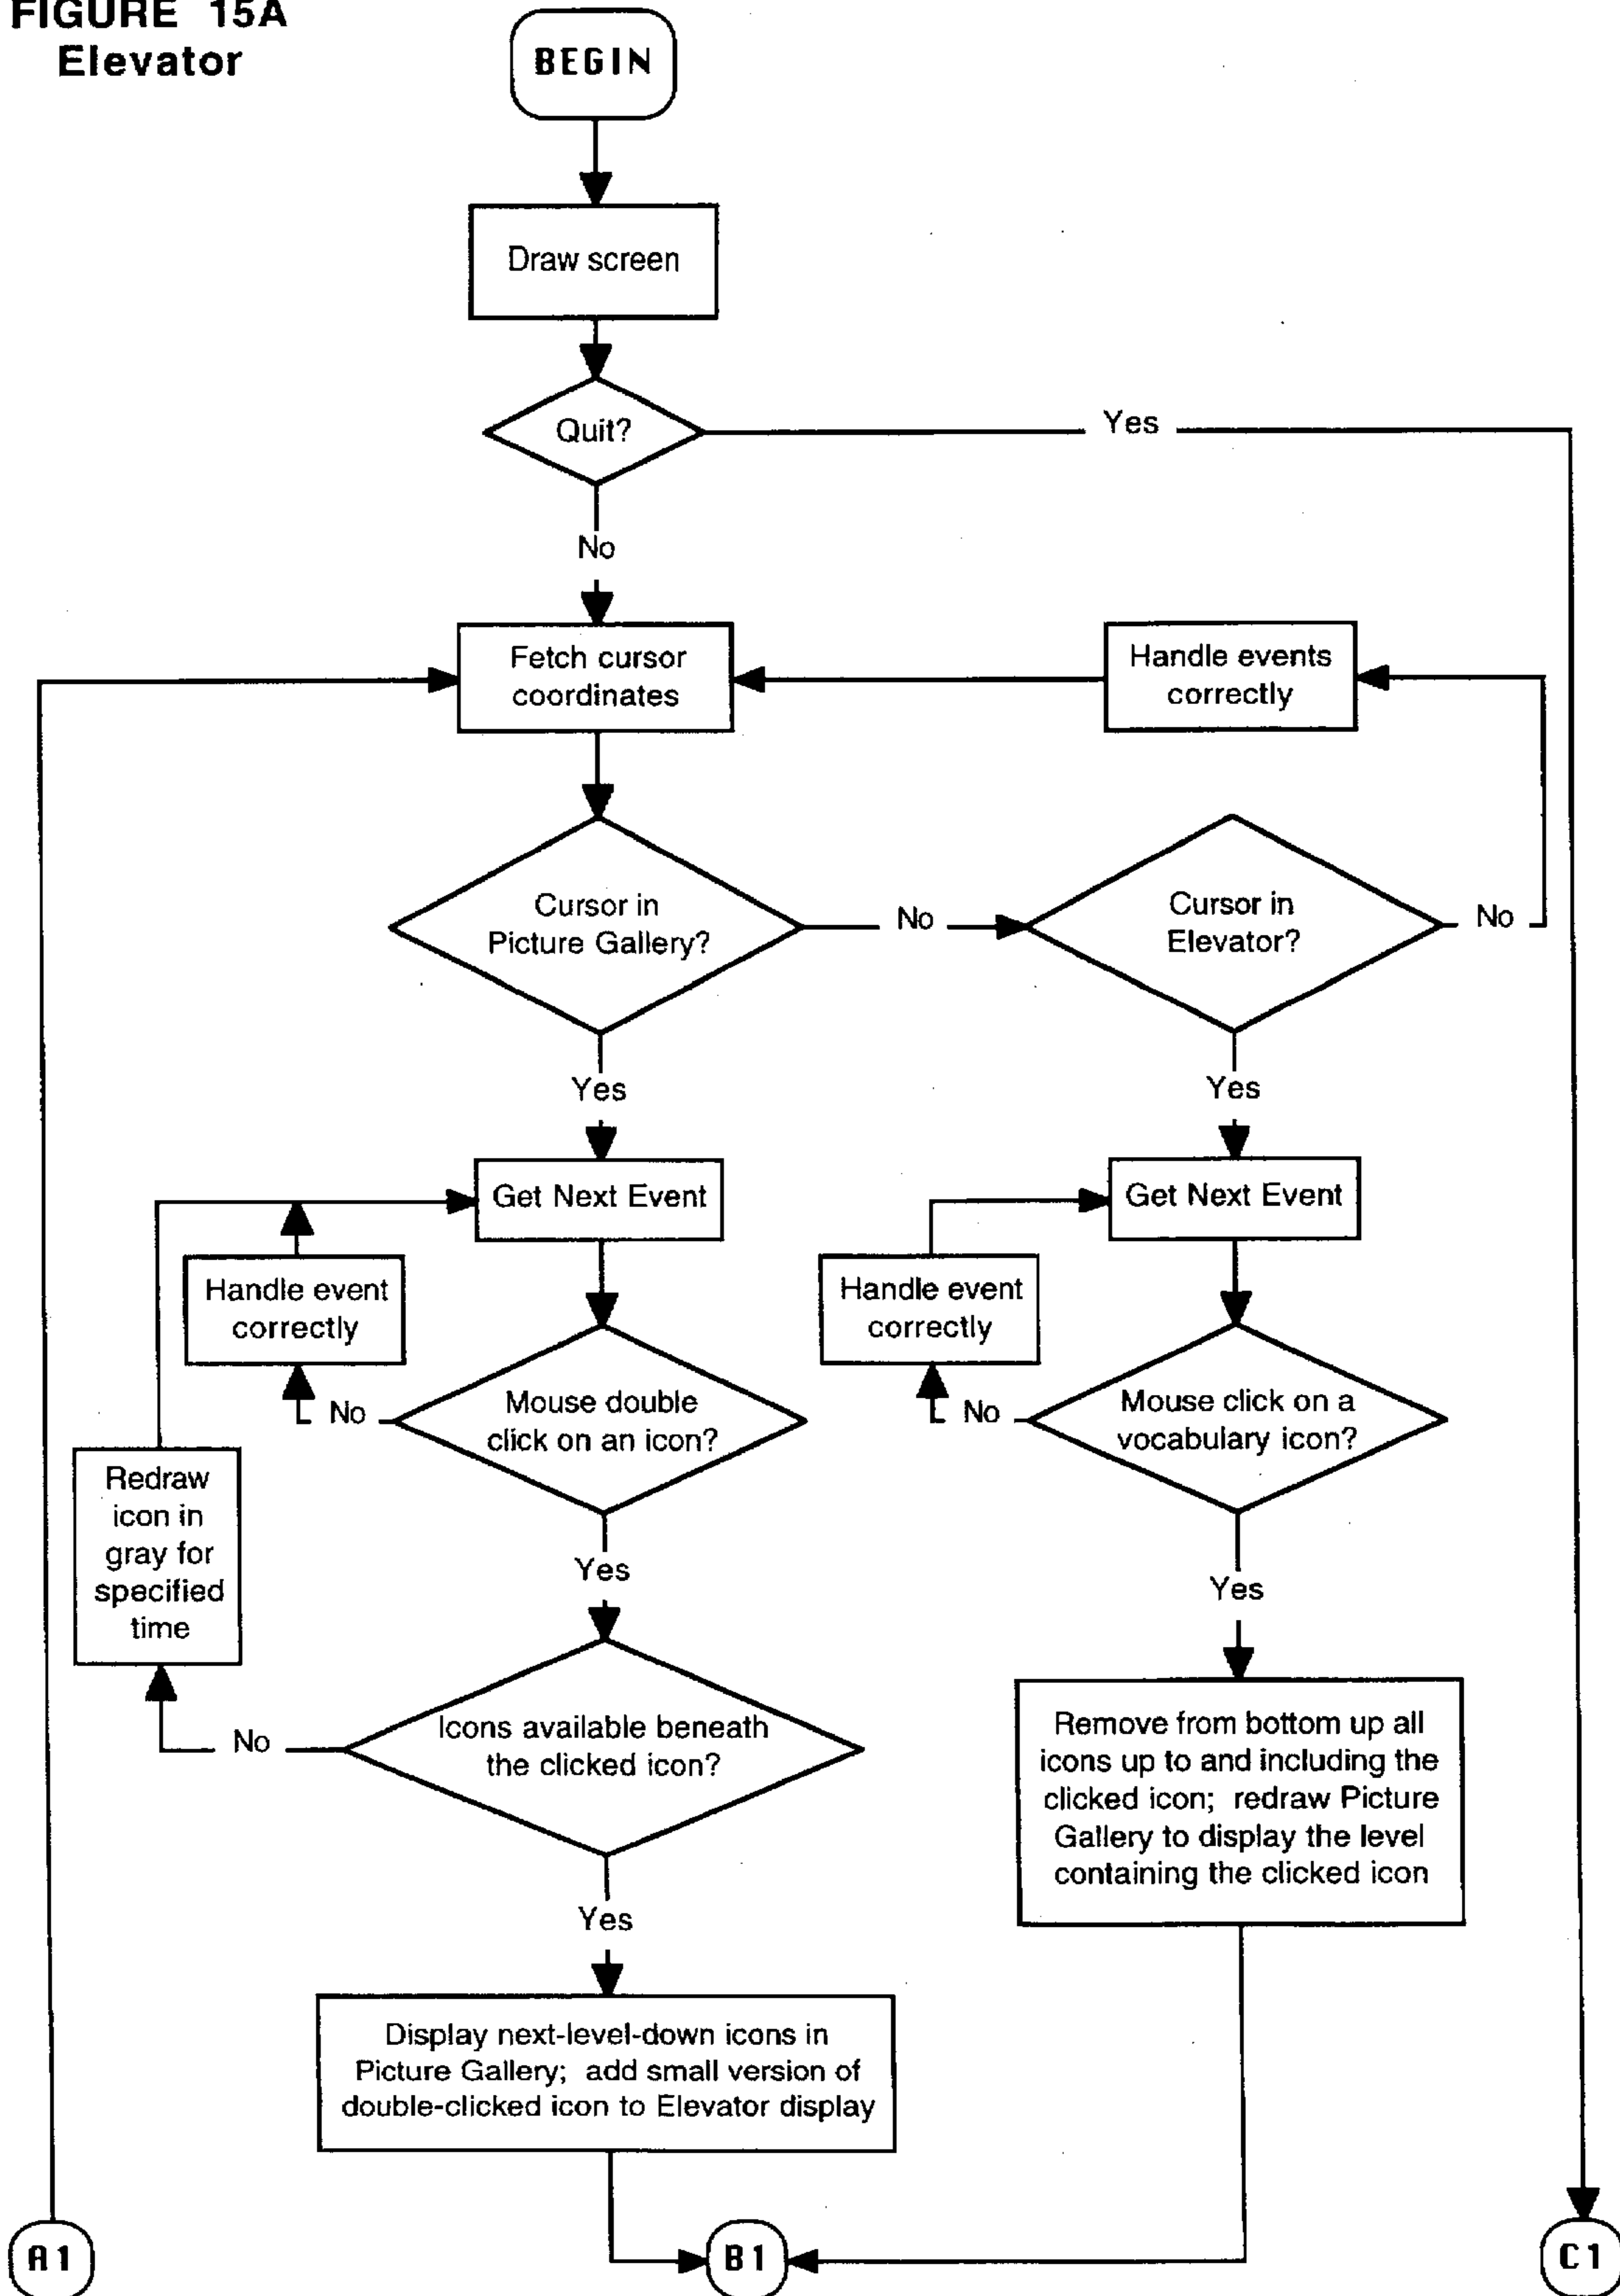 FIGURE 15A
Elevator
BEGIN
Draw screen
Quit?
Yes
No
Fetch cursor
coordinates
Handle events
correctly
Cursor in
Picture Gallery?
No
Cursor in
Elevator?
No
Yes
Yes
Get Next Event
Get Next Event
Handle event
correctly
Handle event
correctly
Mouse double
click on an icon?
No
Mouse click on a
vocabulary icon?
No
Redraw
icon in
gray for
specified
time
Yes
Yes
Icons available beneath
the clicked icon?
No
Remove from bottom up all
icons up to and including the
clicked icon; redraw Picture
Gallery to display the level
containing the clicked icon
Yes
Display next-level-down icons in
Picture Gallery; add small version of
double-clicked icon to Elevator display
A1
B1
C1